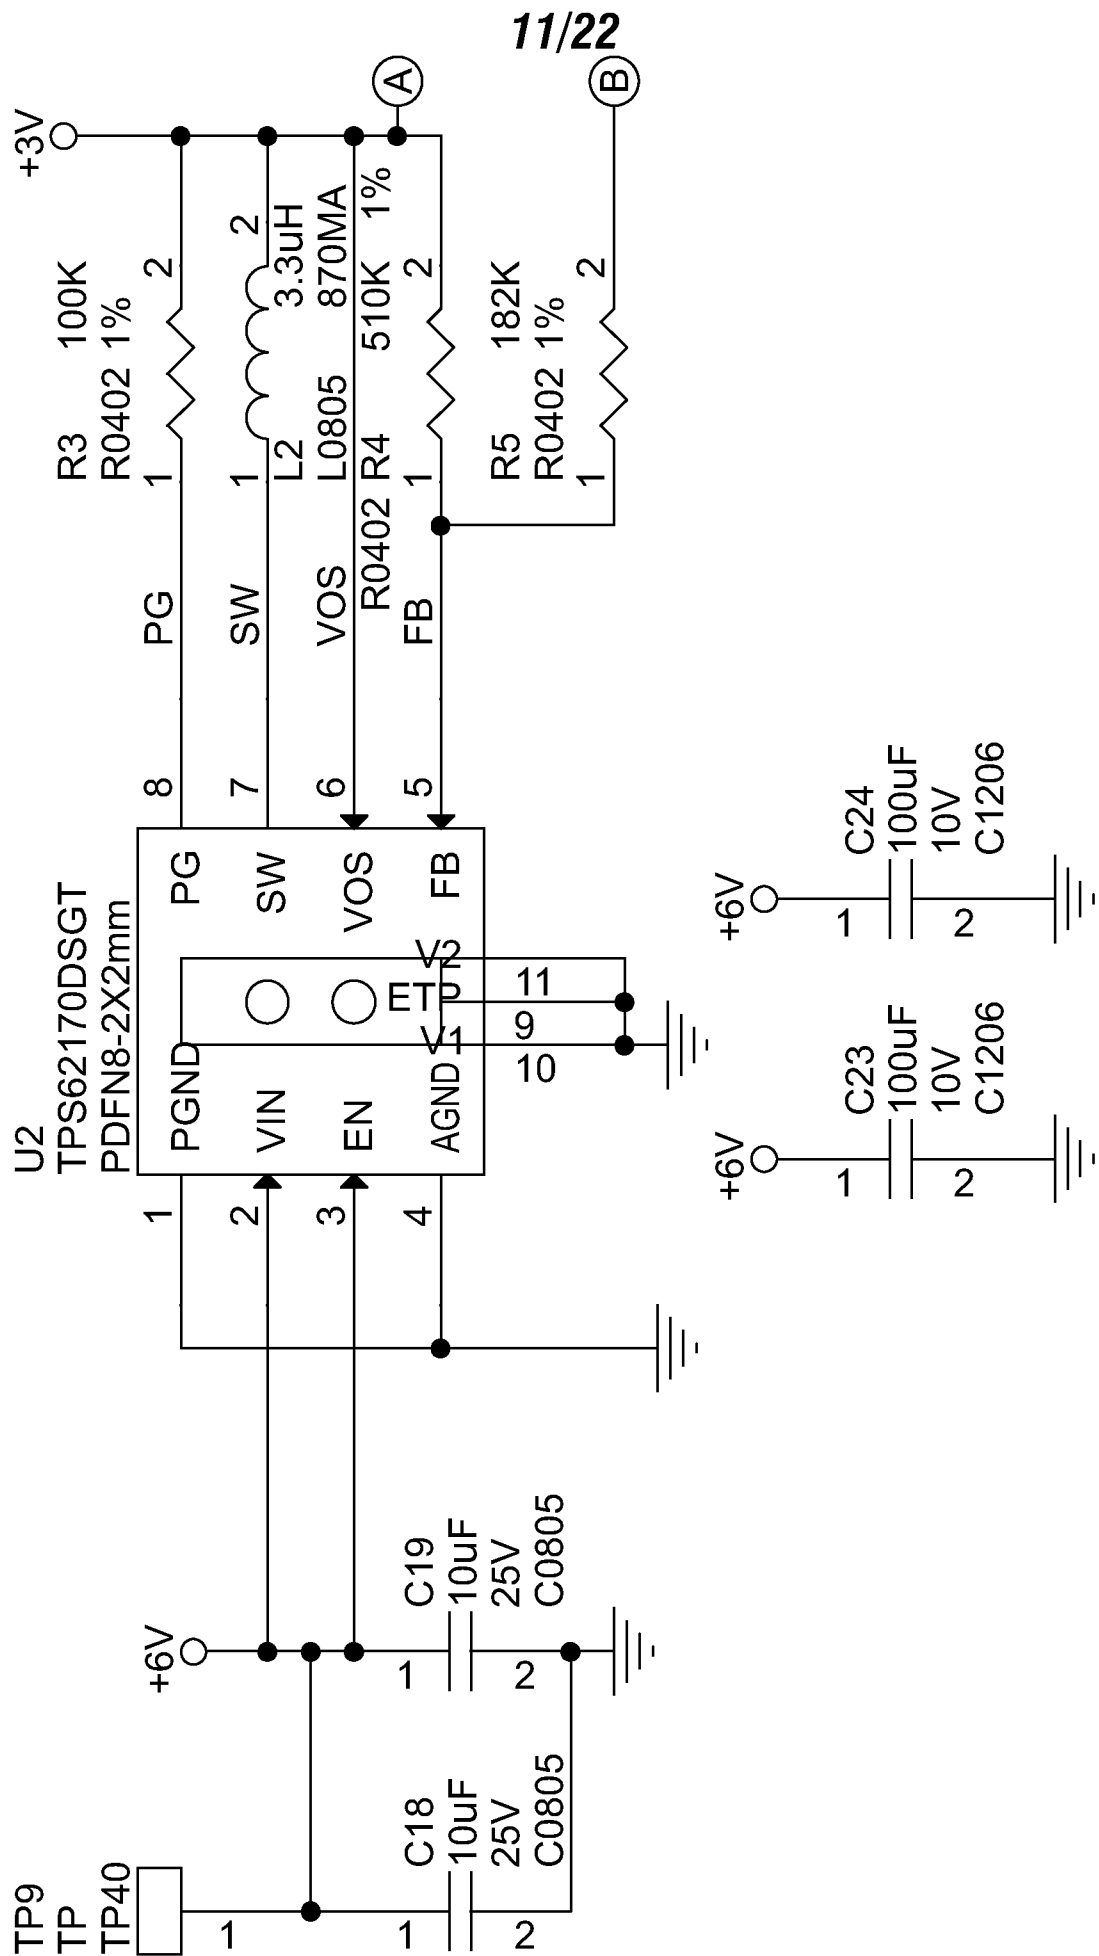 11/22
A
B
+3V
R3 100K
R0402 1%
1 2
2
3.3uH
1
L2
L0805 870MA
R0402 R4 510K 1%
1 2
R5 182K
R0402 1%
1 2
PG
SW
VOS
FB
8
7
6
5
U2
TPS62170DSGT
PDFN8-2X2mm
PG
SW
VOS
FB
V2
ETP
V1
11
9
10
PGND
VIN
EN
AGND
1
2
3
4
+6V
C24
100uF
10V
C1206
1
2
+6V
C23
100uF
10V
C1206
1
2
+6V
C19
10uF
25V
C0805
1
2
C18
10uF
25V
C0805
1
2
TP9
TP
TP40
1